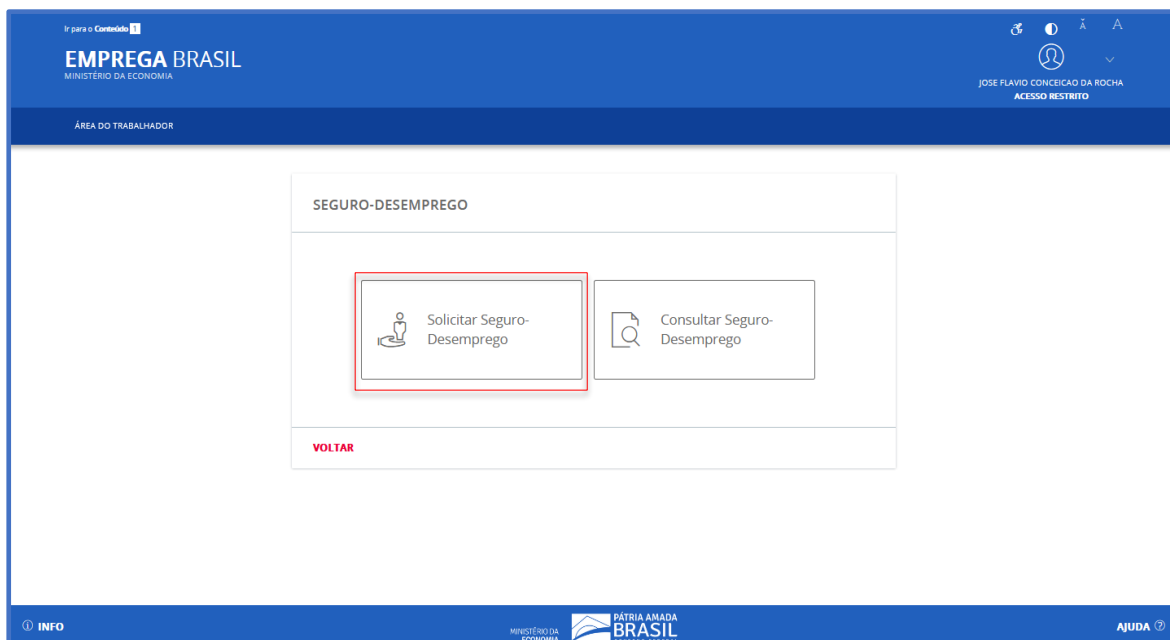 Ir para o Conteúdo 1
EMPREGA BRASIL
MINISTÉRIO DA ECONOMIA
Ă A
JOSE FLAVIO CONCEICAO DA ROCHA
ACESSO RESTRITO
ÁREA DO TRABALHADOR
SEGURO-DESEMPREGO
Solicitar Seguro-
Desemprego
Consultar Seguro-
Desemprego
VOLTAR
INFO
MINISTÉRIO DA
ECONOMIA
PÁTRIA AMADA
BRASIL
AJUDA